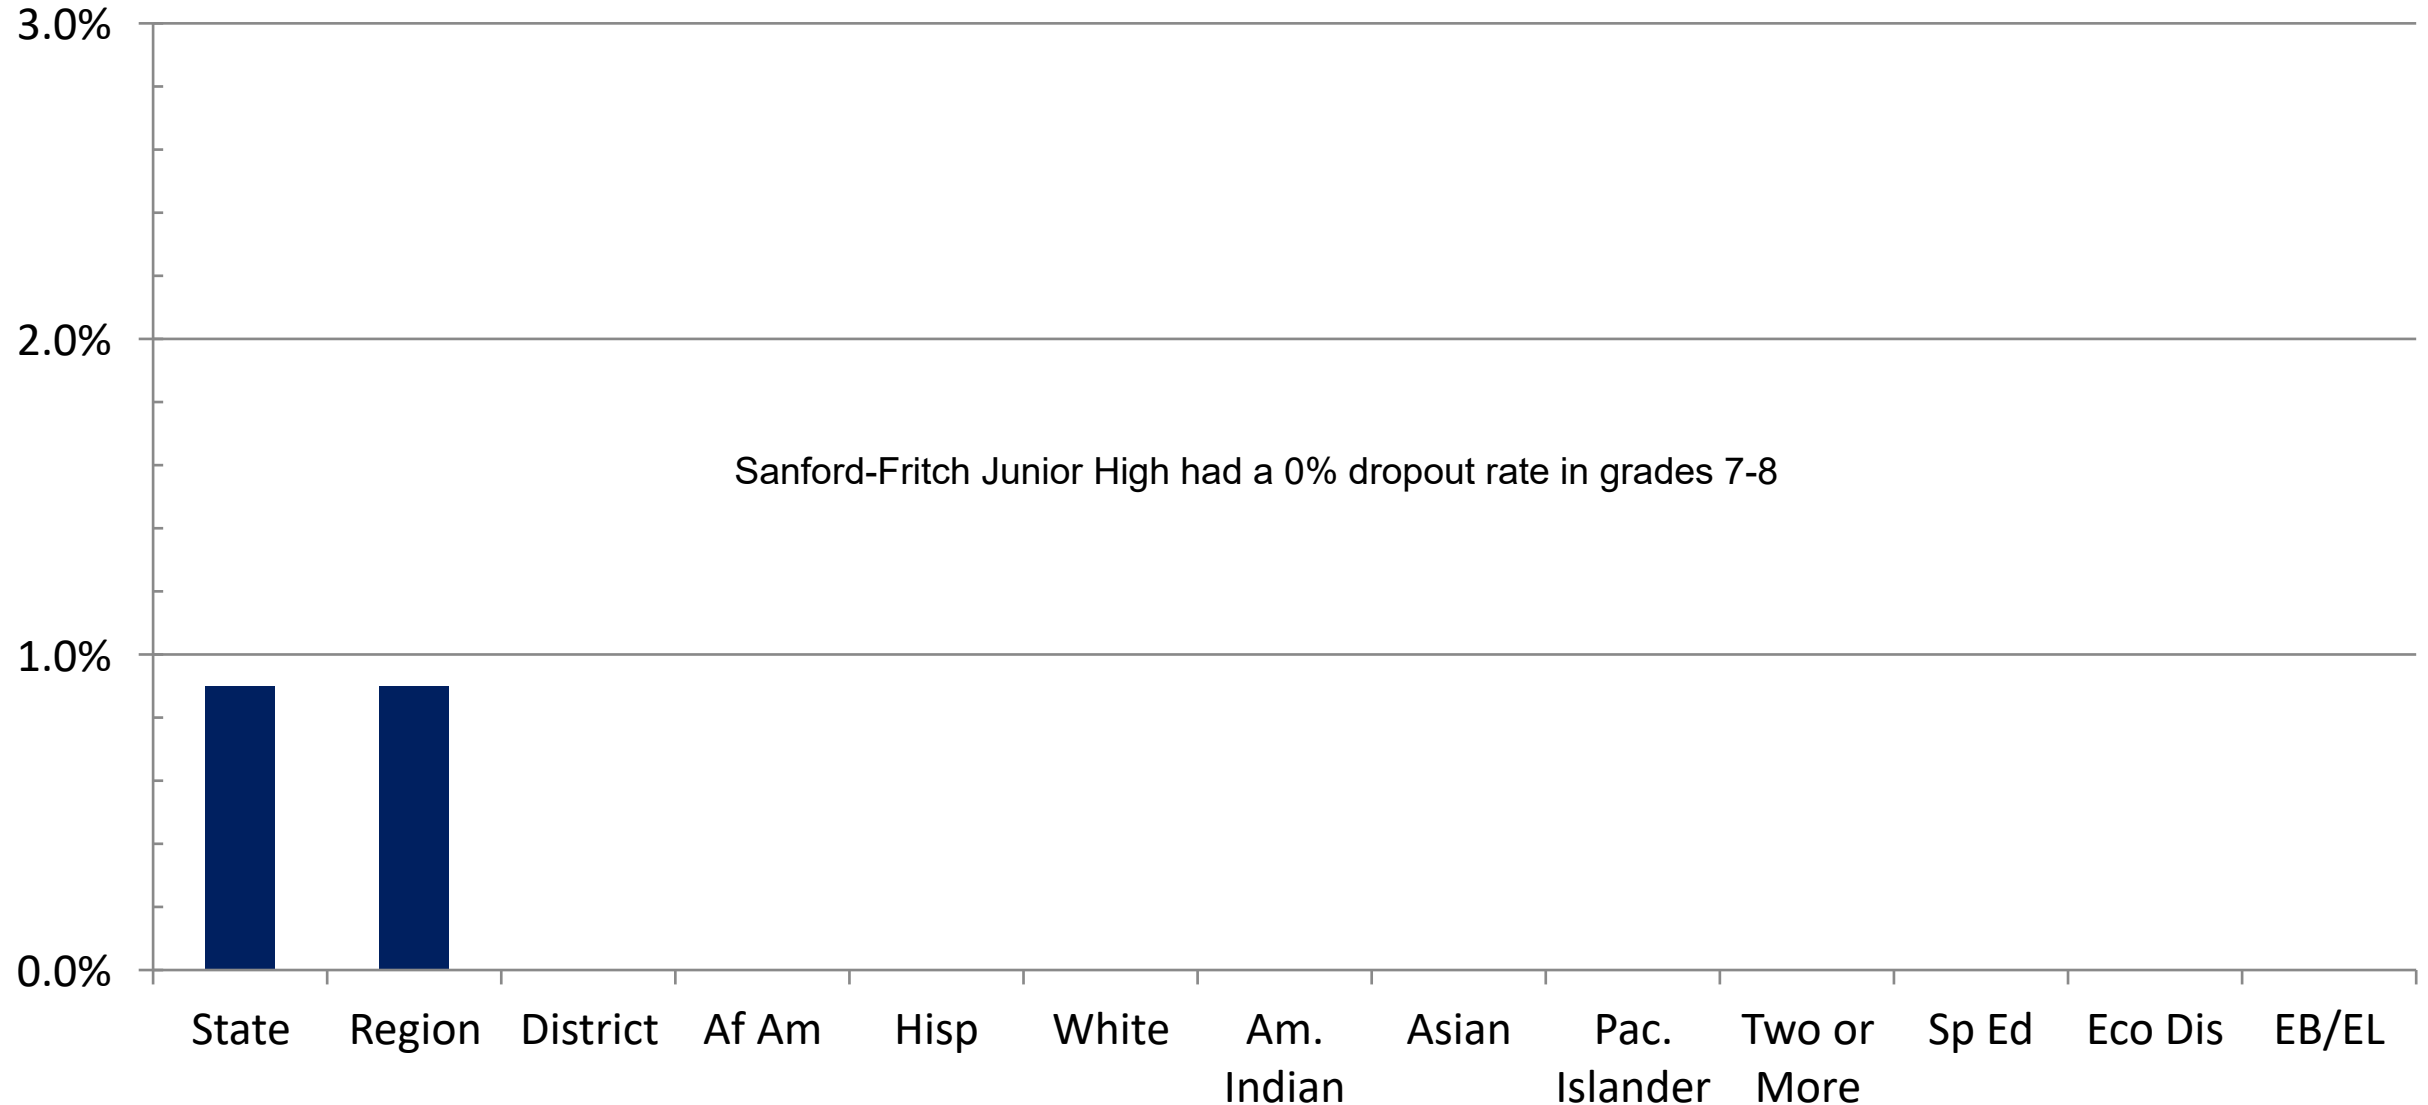 3.0%
2.0%
Sanford-Fritch Junior High had a 0% dropout rate in grades 7-8
1.0%
0.0%
State Region District Af Am Hisp White Am. Asian Pac. Two or Sp Ed Eco Dis EB/EL
Indian Islander More